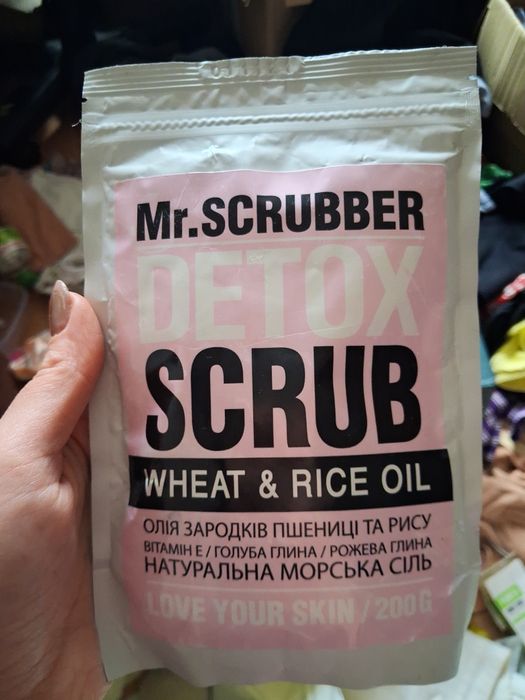 Mr.SCRUBBER
DETOX
SCRUB
WHEAT & RICE OIL
ОЛІЯ ЗАРОДКІВ ПШЕНИЦІ ТА РИСУ
ВІТАМІН Е / ГОЛУБА ГЛИНА / РОЖЕВА ГЛИНА
НАТУРАЛЬНА МОРСЬКА СІЛЬ
LOVE YOUR SKIN / 200 G